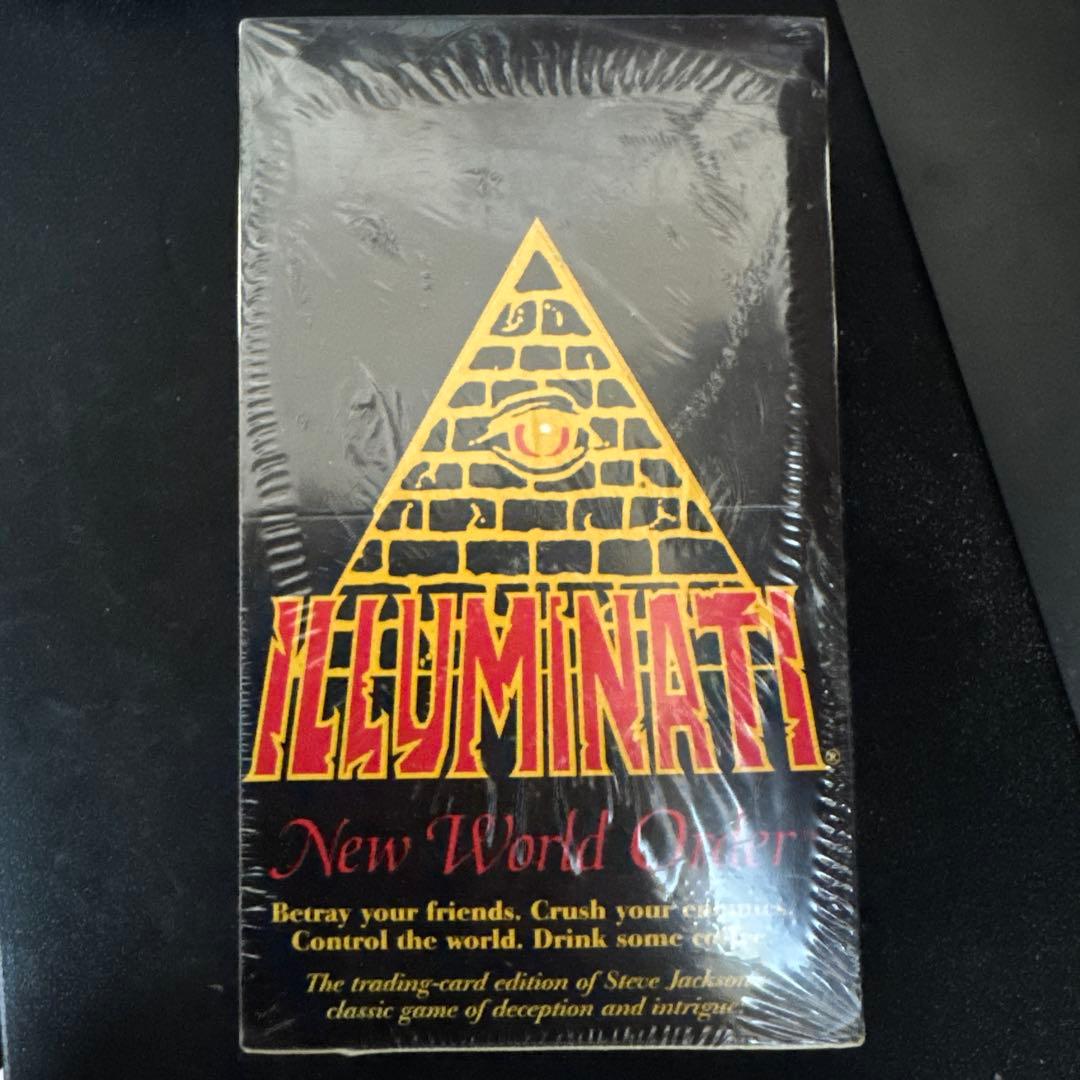 ILLUMINATI®
New World Order
Betray your friends. Crush your
Control the world. Drink some
The trading-card edition of Steve Jackson
classic game of deception and intrigue